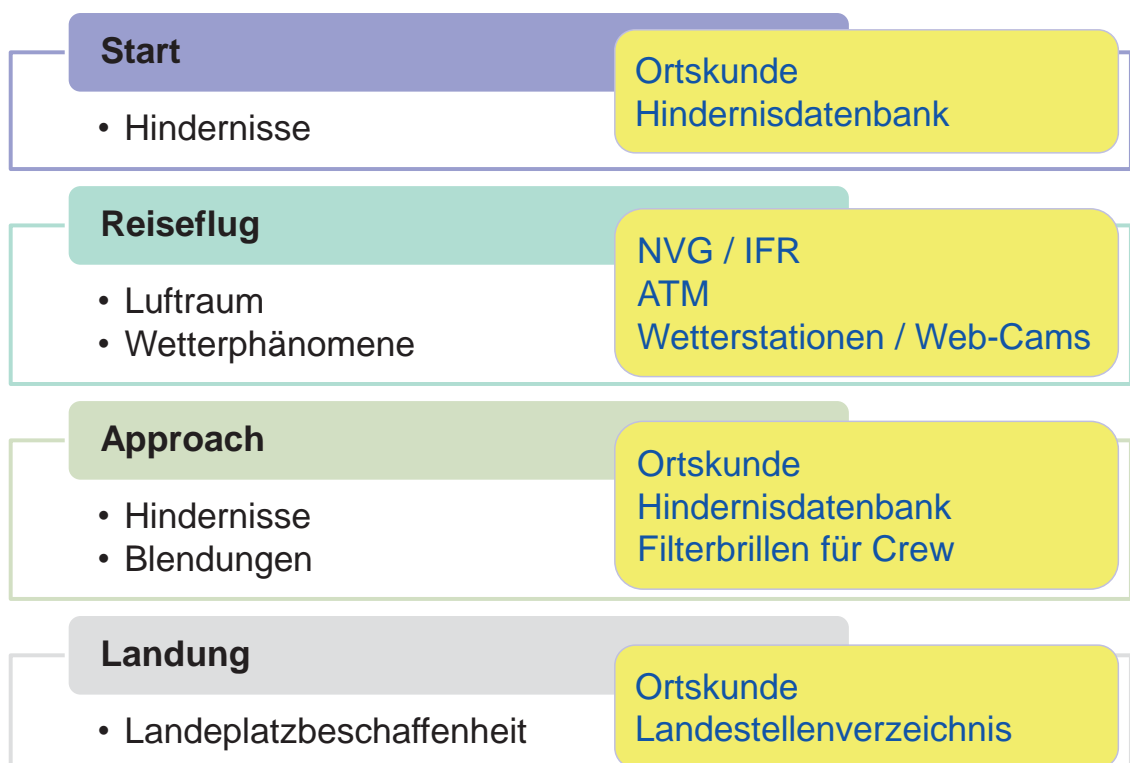 Start
• Hindernisse
Ortskunde
Hindernisdatenbank
Reiseflug
• Luftraum
• Wetterphänomene
NVG / IFR
ATM
Wetterstationen / Web-Cams
Approach
• Hindernisse
• Blendungen
Ortskunde
Hindernisdatenbank
Filterbrillen für Crew
Landung
• Landeplatzbeschaffenheit
Ortskunde
Landestellenverzeichnis